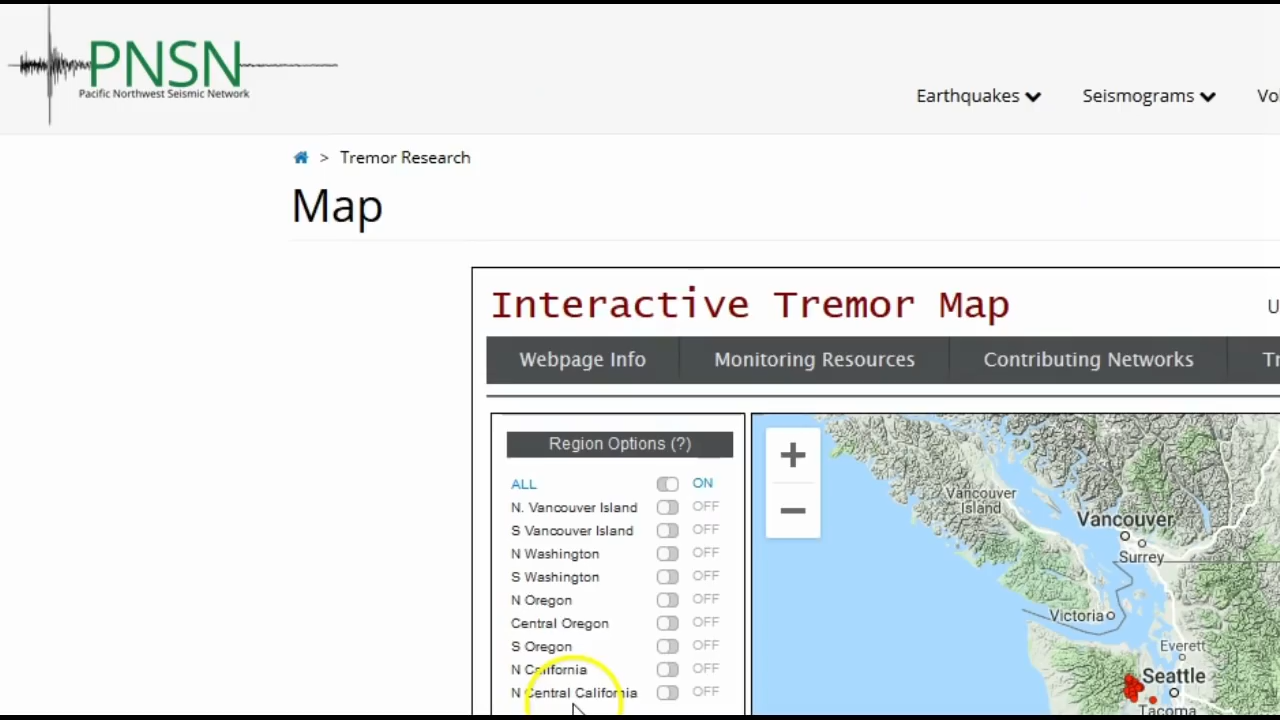 PNSN
Pacific Northwest Seismic Network
Earthquakes Seismograms
> Tremor Research
Map
Interactive Tremor Map
Webpage Info Monitoring Resources Contributing Networks
Region Options (?)
ALL ON
N. Vancouver Island OFF
S Vancouver Island OFF
N Washington OFF
S Washington OFF
N Oregon OFF
Central Oregon OFF
S Oregon OFF
N California OFF
N Central California OFF
+
−
Vancouver
Island
Vancouver
Surrey
Victoria
Everett
Seattle
Tacoma